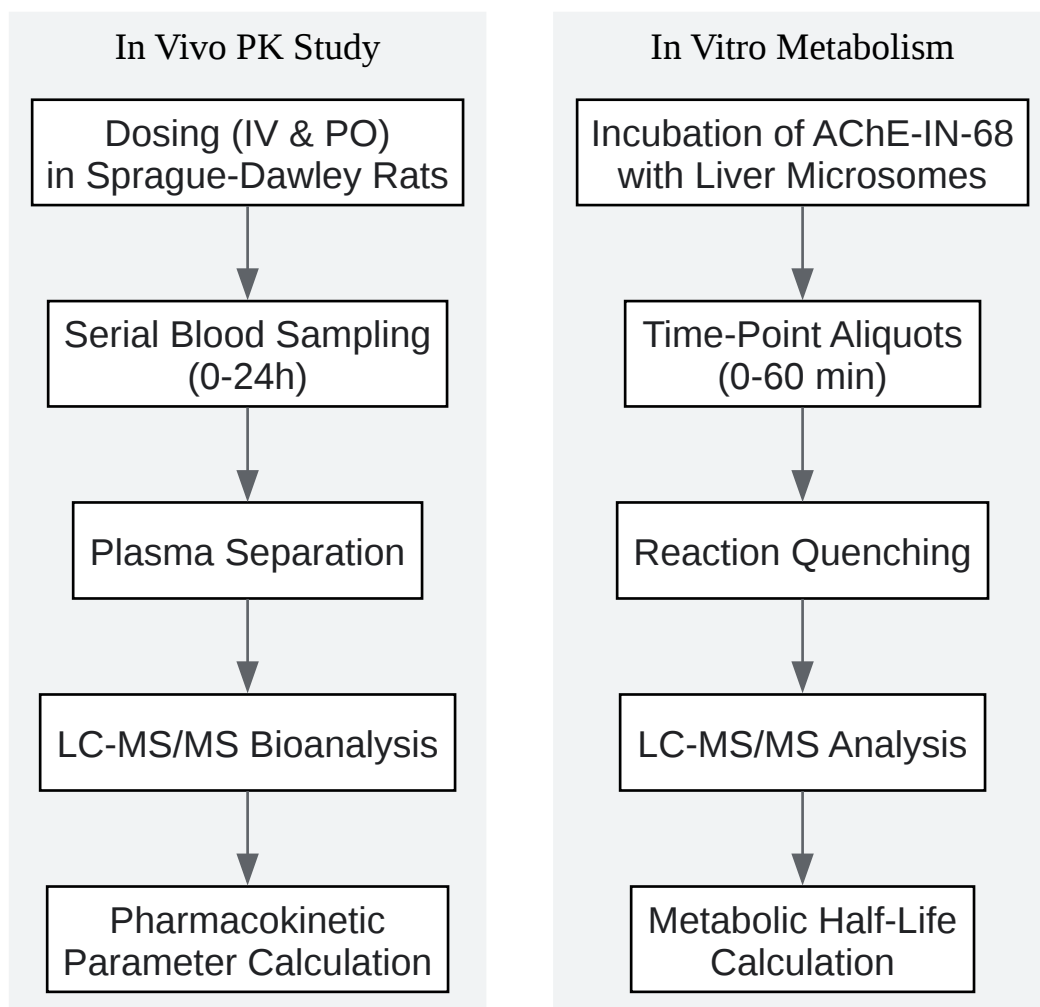 In Vivo PK Study
Dosing (IV & PO)
in Sprague-Dawley Rats
Serial Blood Sampling
(0-24h)
Plasma Separation
LC-MS/MS Bioanalysis
Pharmacokinetic
Parameter Calculation
In Vitro Metabolism
Incubation of AChE-IN-68
with Liver Microsomes
Time-Point Aliquots
(0-60 min)
Reaction Quenching
LC-MS/MS Analysis
Metabolic Half-Life
Calculation